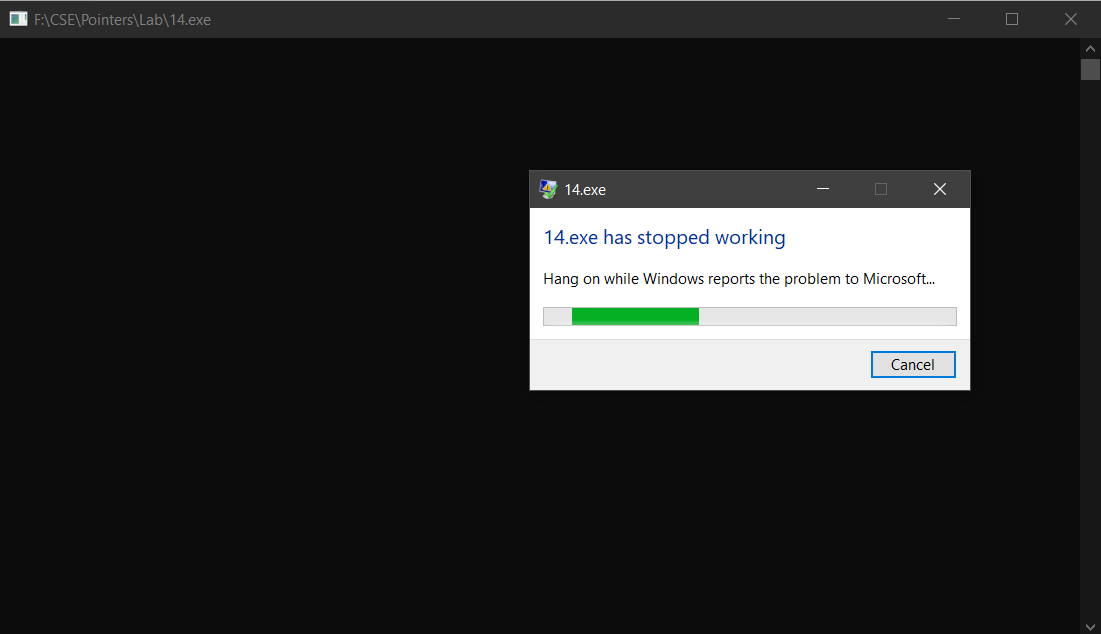 F:\CSE\Pointers\Lab\14.exe
14.exe
14.exe has stopped working
Hang on while Windows reports the problem to Microsoft...
Cancel